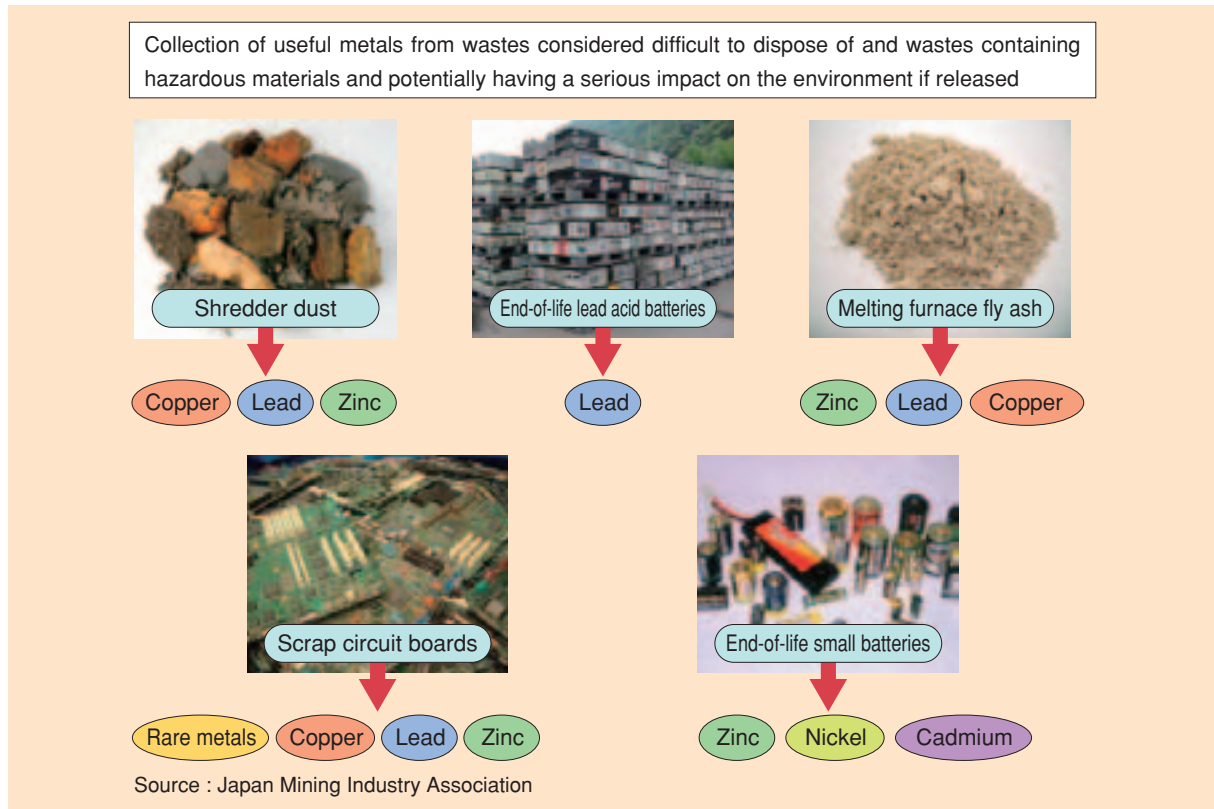 Collection of useful metals from wastes considered difficult to dispose of and wastes containing
hazardous materials and potentially having a serious impact on the environment if released
Shredder dust
End-of-life lead acid batteries
Melting furnace fly ash
Copper Lead Zinc
Lead
Zinc Lead Copper
Scrap circuit boards
End-of-life small batteries
Rare metals Copper Lead Zinc
Zinc Nickel Cadmium
Source : Japan Mining Industry Association